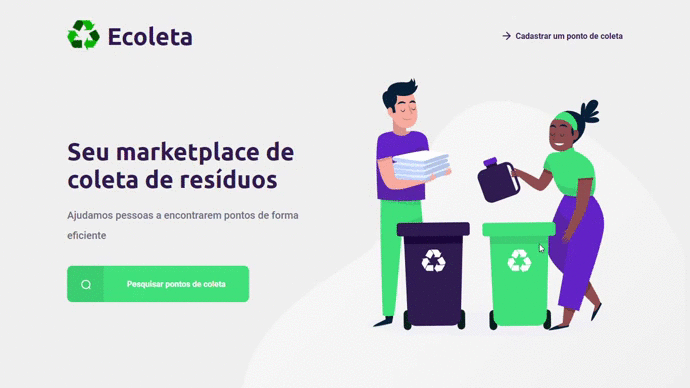 Ecoleta
Cadastrar um ponto de coleta
Seu marketplace de
coleta de resíduos
Ajudamos pessoas a encontrarem pontos de forma
eficiente
Pesquisar pontos de coleta